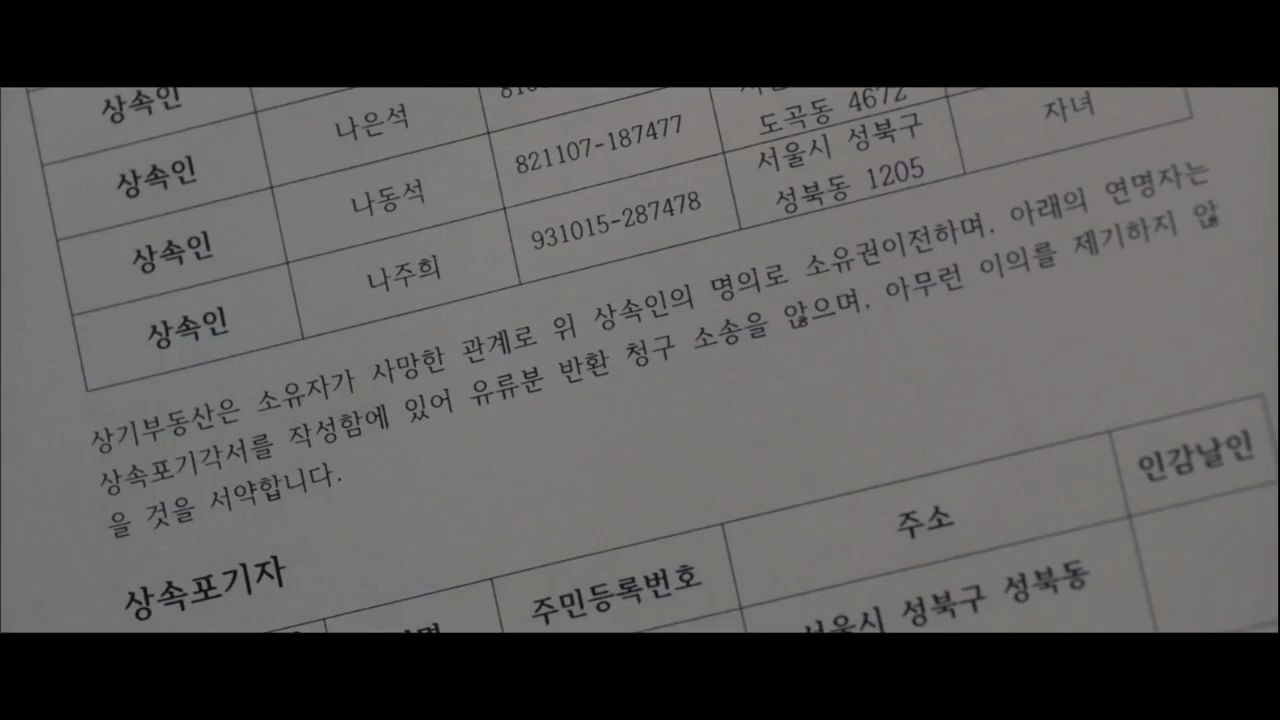 상속인
상속인 나은석
상속인 나동석 821107-187477 도곡동 4672
상속인 나주희 931015-287478 서울시 성북구
성북동 1205 자녀
상기부동산은 소유자가 사망한 관계로 위 상속인의 명의로 소유권이전하며, 아래의 연명자는
상속포기각서를 작성함에 있어 유류분 반환 청구 소송을 않으며, 아무런 이의를 제기하지 않
을 것을 서약합니다.
상속포기자
주민등록번호 주소 인감날인
서울시 성북구 성북동